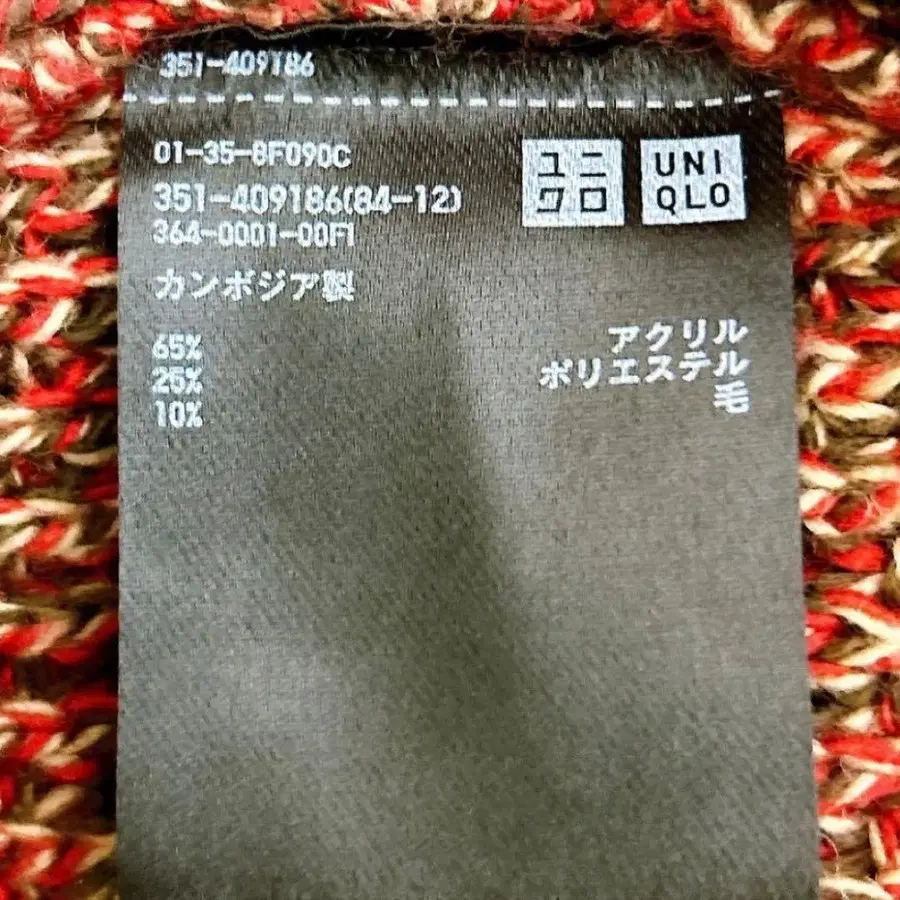 351-409186
01-35-8F090C
351-409186(84-12)
364-0001-00F1
ユニ
クロ
UNI
QLO
カンボジア製
65% アクリル
25% ポリエステル
10% 毛